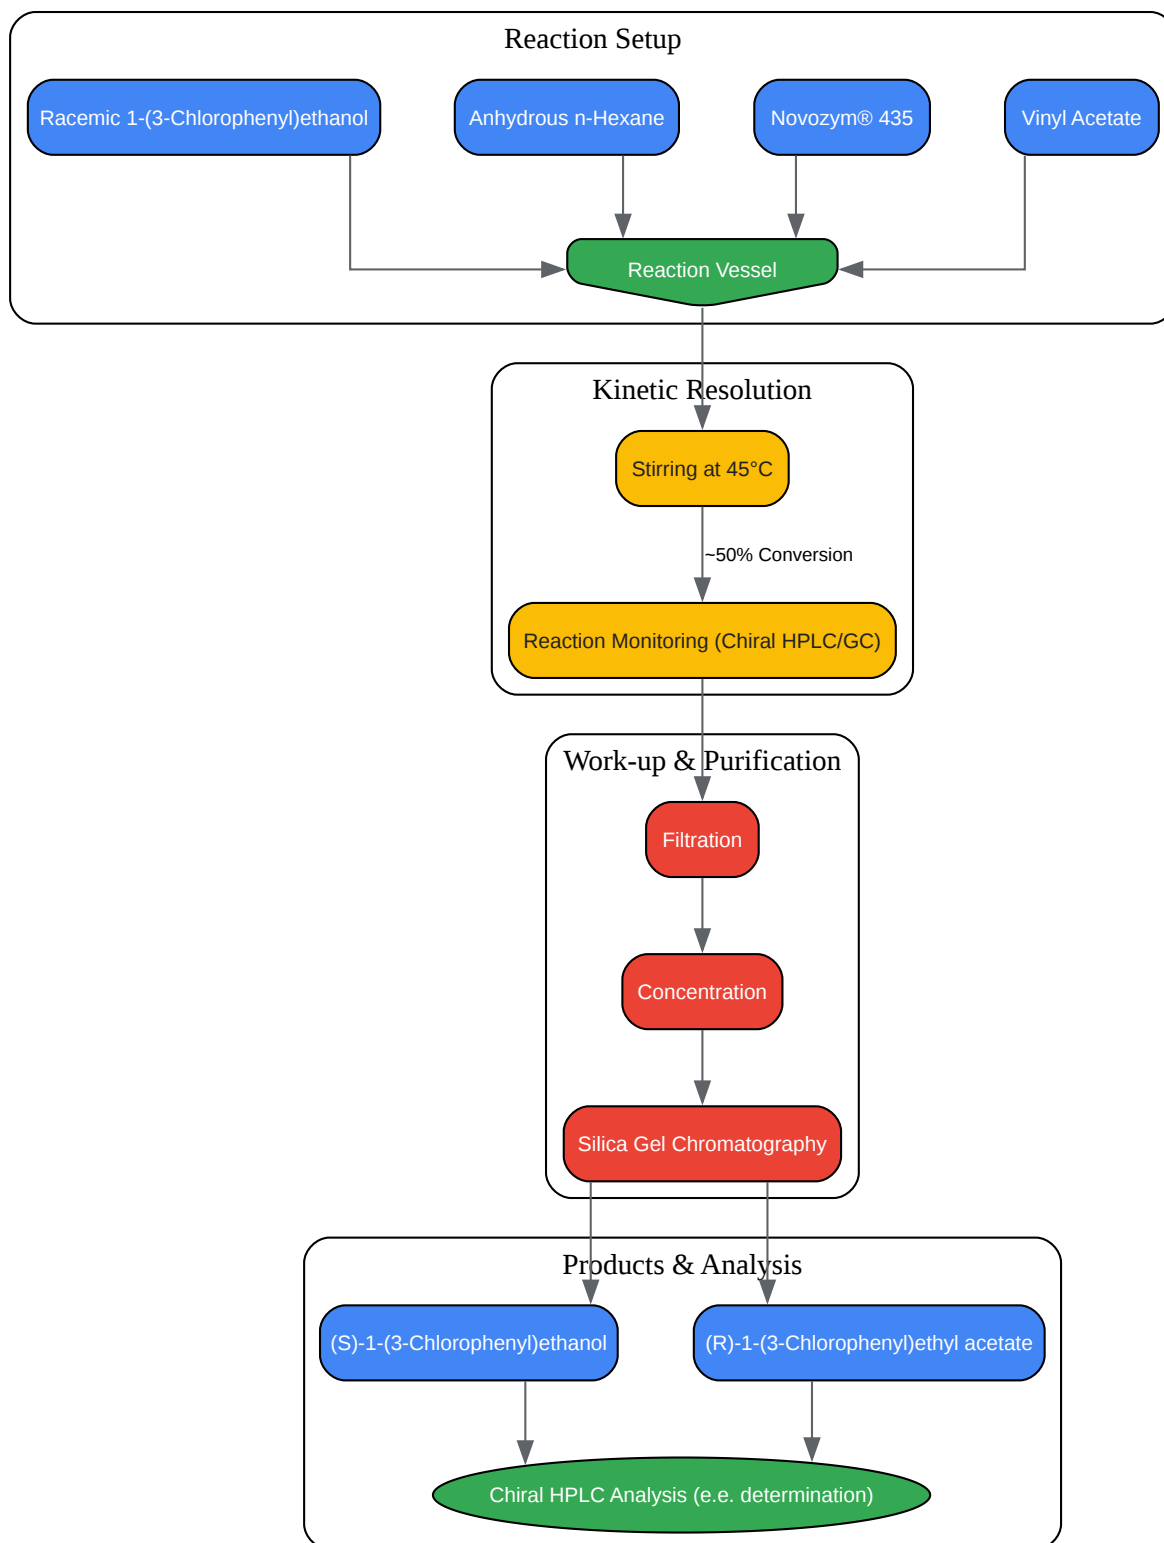 Reaction Setup
Racemic 1-(3-Chlorophenyl)ethanol
Anhydrous n-Hexane
Novozym® 435
Vinyl Acetate
Reaction Vessel
Kinetic Resolution
Stirring at 45°C
~50% Conversion
Reaction Monitoring (Chiral HPLC/GC)
Work-up & Purification
Filtration
Concentration
Silica Gel Chromatography
Products & Analysis
(S)-1-(3-Chlorophenyl)ethanol
(R)-1-(3-Chlorophenyl)ethyl acetate
Chiral HPLC Analysis (e.e. determination)